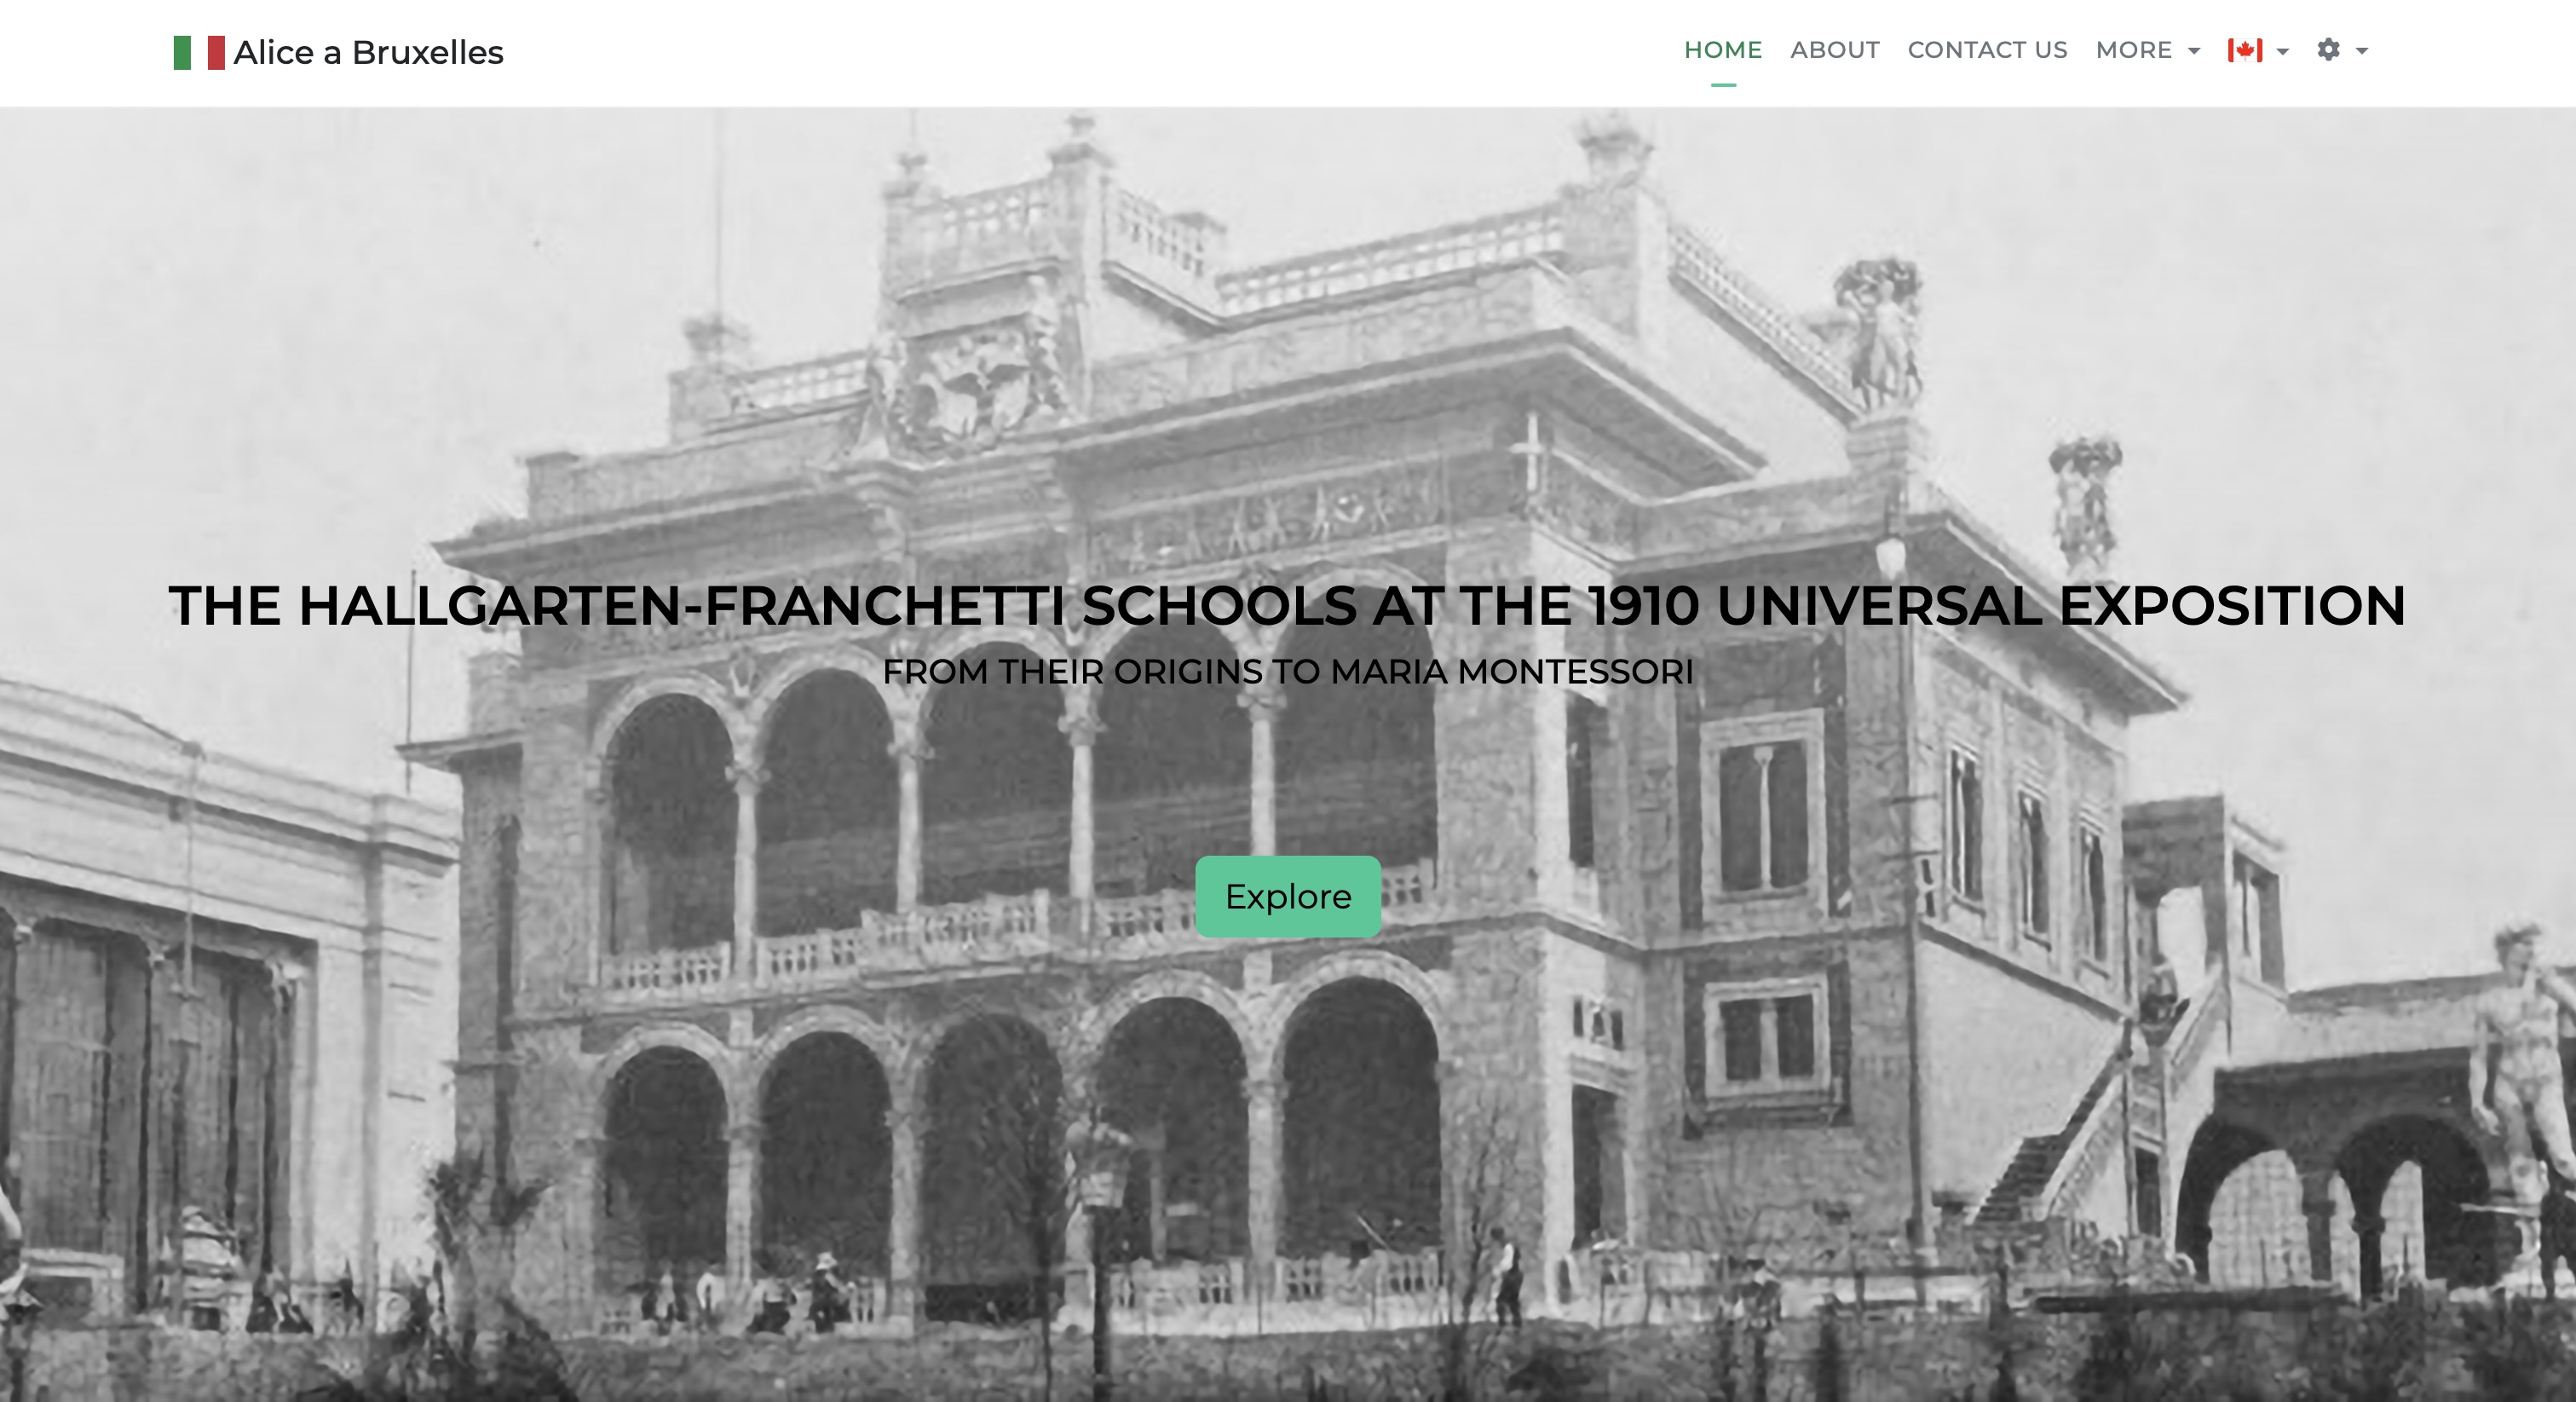 Alice a Bruxelles
HOME ABOUT CONTACT US MORE
THE HALLGARTEN-FRANCHETTI SCHOOLS AT THE 1910 UNIVERSAL EXPOSITION
FROM THEIR ORIGINS TO MARIA MONTESSORI
Explore